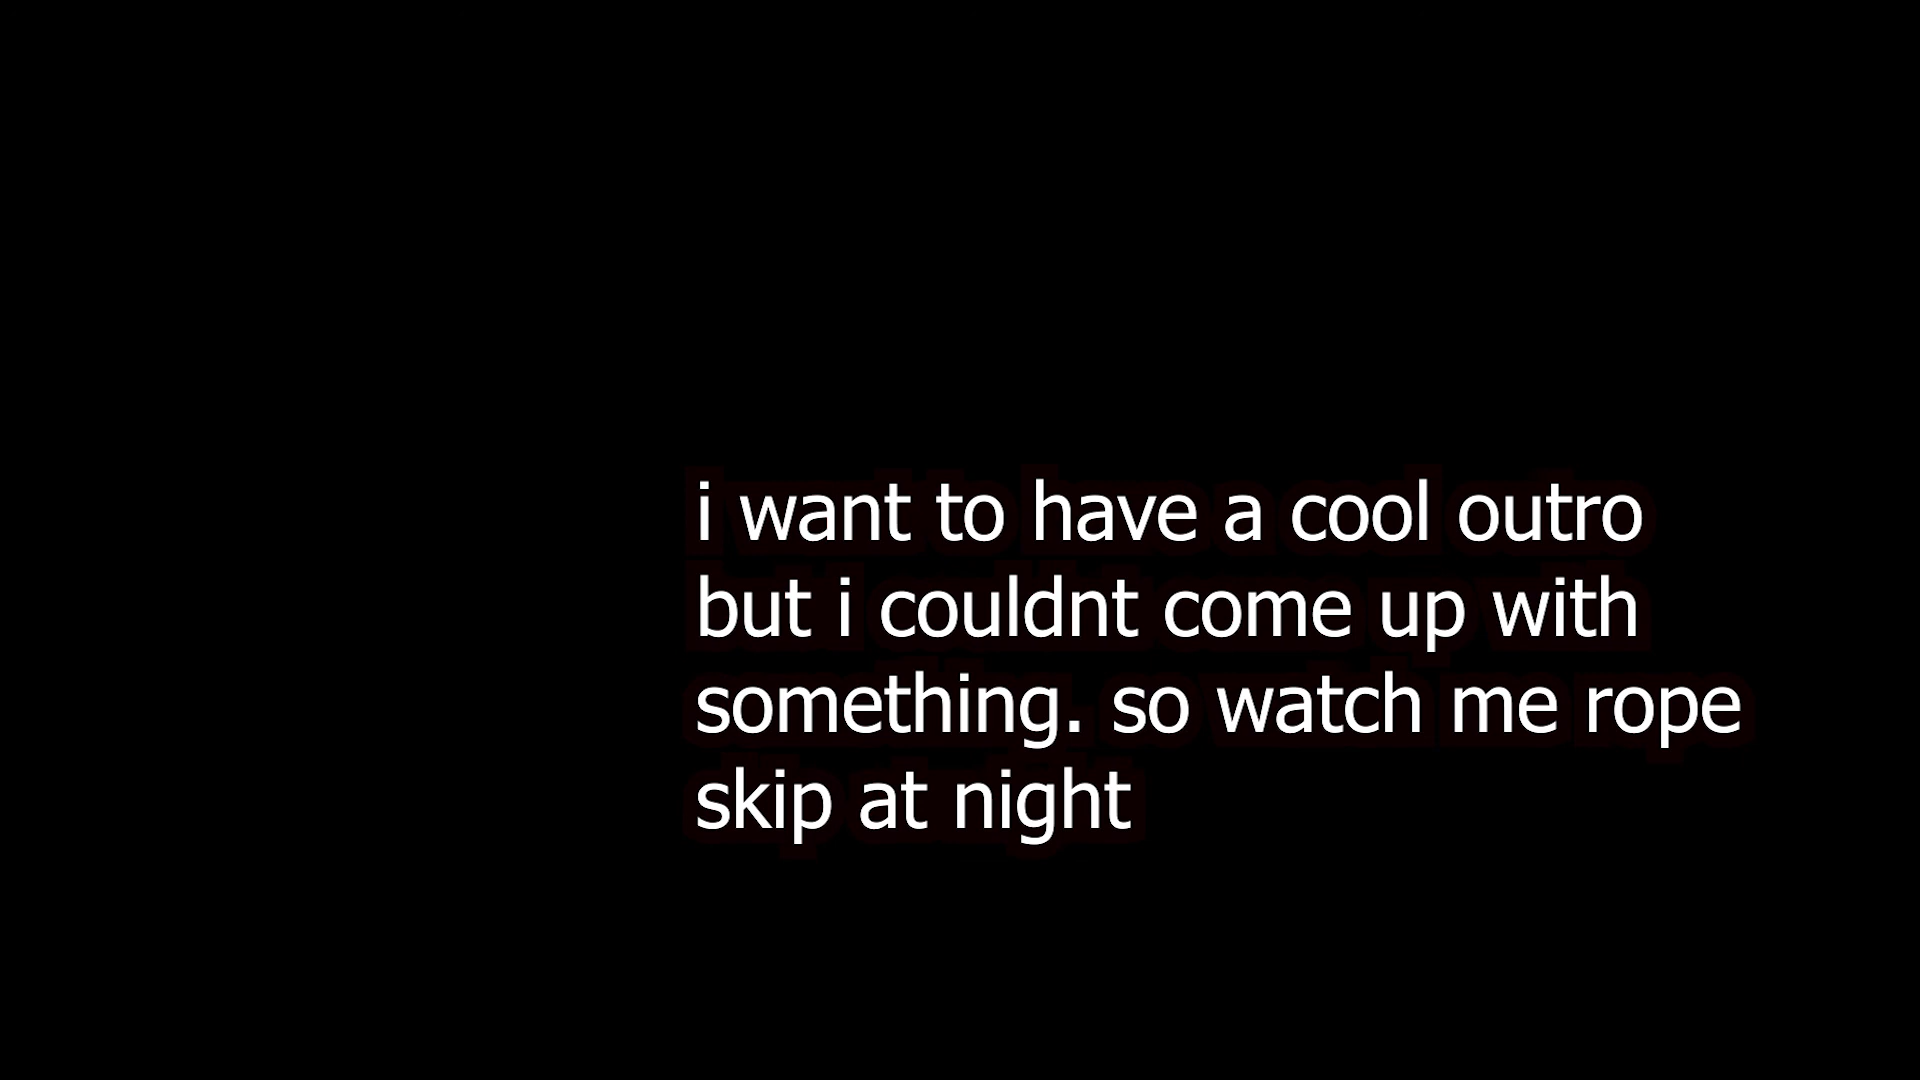 i want to have a cool outro
but i couldnt come up with
something. so watch me rope
skip at night